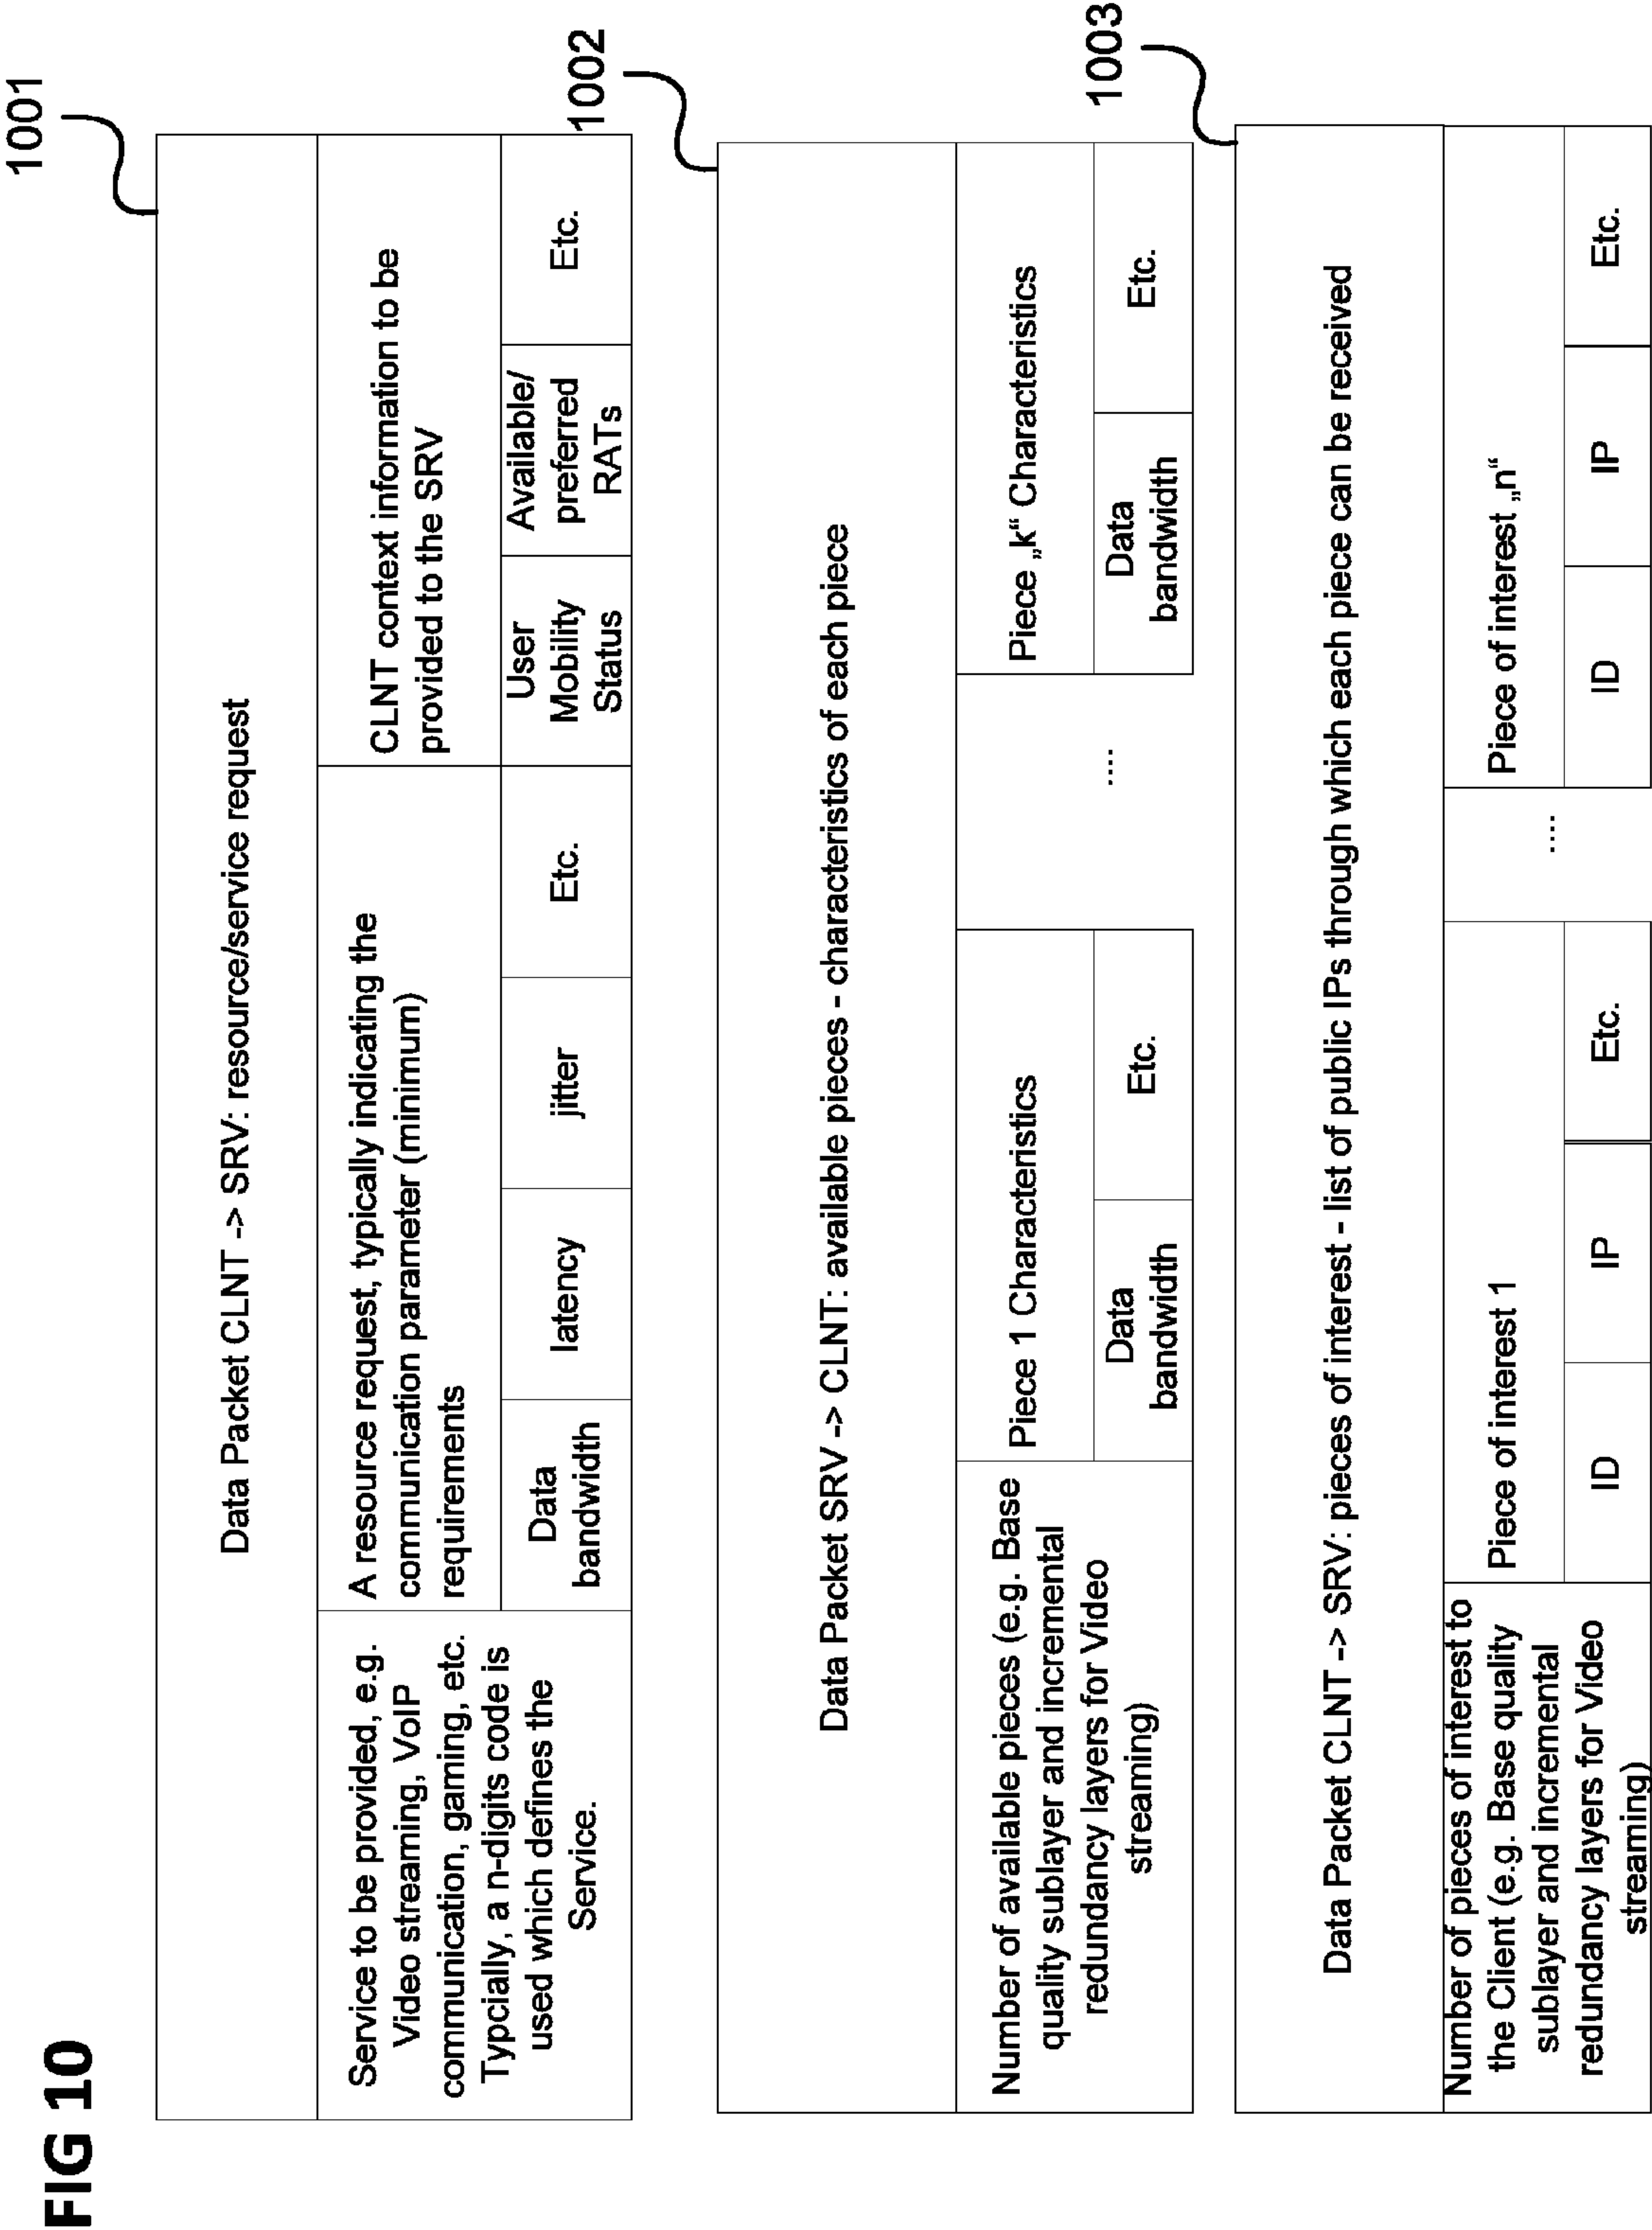 FIG 10
1001
Data Packet CLNT -> SRV: resource/service request
Service to be provided, e.g.
Video streaming, VoIP
communication, gaming, etc.
Typcially, a n-digits code is
used which defines the
Service.
A resource request, typically indicating the
communication parameter (minimum)
requirements
Data
bandwidth
latency
jitter
Etc.
CLNT context information to be
provided to the SRV
User
Mobility
Status
Available/
preferred
RATs
Etc.
1002
Data Packet SRV -> CLNT: available pieces - characteristics of each piece
Number of available pieces (e.g. Base
quality sublayer and incremental
redundancy layers for Video
streaming)
Piece 1 Characteristics
Data
bandwidth
Etc.
....
Piece „k“ Characteristics
Data
bandwidth
Etc.
1003
Data Packet CLNT -> SRV: pieces of interest - list of public IPs through which each piece can be received
Number of pieces of interest to
the Client (e.g. Base quality
sublayer and incremental
redundancy layers for Video
streaming)
Piece of interest 1
ID
IP
Etc.
....
Piece of interest „n“
ID
IP
Etc.